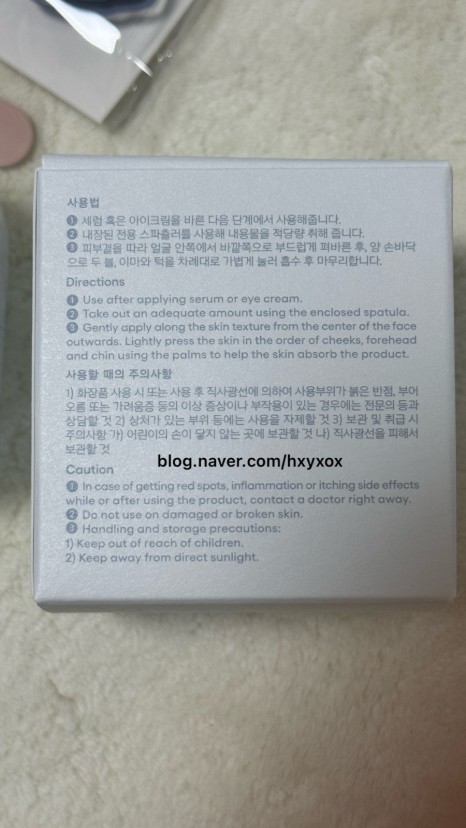 사용법
❶ 세럼 혹은 아이크림을 바른 다음 단계에서 사용해줍니다.
❷ 내장된 전용 스파츌러를 사용해 내용물을 적당량 취해 줍니다.
❸ 피부결을 따라 얼굴 안쪽에서 바깥쪽으로 부드럽게 펴바른 후, 양 손바닥
으로 두 볼, 이마와 턱을 차례대로 가볍게 눌러 흡수 후 마무리합니다.
Directions
❶ Use after applying serum or eye cream.
❷ Take out an adequate amount using the enclosed spatula.
❸ Gently apply along the skin texture from the center of the face
outwards. Lightly press the skin in the order of cheeks, forehead
and chin using the palms to help the skin absorb the product.
사용할 때의 주의사항
1) 화장품 사용 시 또는 사용 후 직사광선에 의하여 사용부위가 붉은 반점, 부어
오름 또는 가려움증 등의 이상 증상이나 부작용이 있는 경우에는 전문의 등과
상담할 것 2) 상처가 있는 부위 등에는 사용을 자제할 것 3) 보관 및 취급 시
주의사항 가) 어린이의 손이 닿지 않는 곳에 보관할 것 나) 직사광선을 피해서
보관할 것
blog.naver.com/hxyxox
Caution
❶ In case of getting red spots, inflammation or itching side effects
while or after using the product, contact a doctor right away.
❷ Do not use on damaged or broken skin.
❸ Handling and storage precautions:
1) Keep out of reach of children.
2) Keep away from direct sunlight.